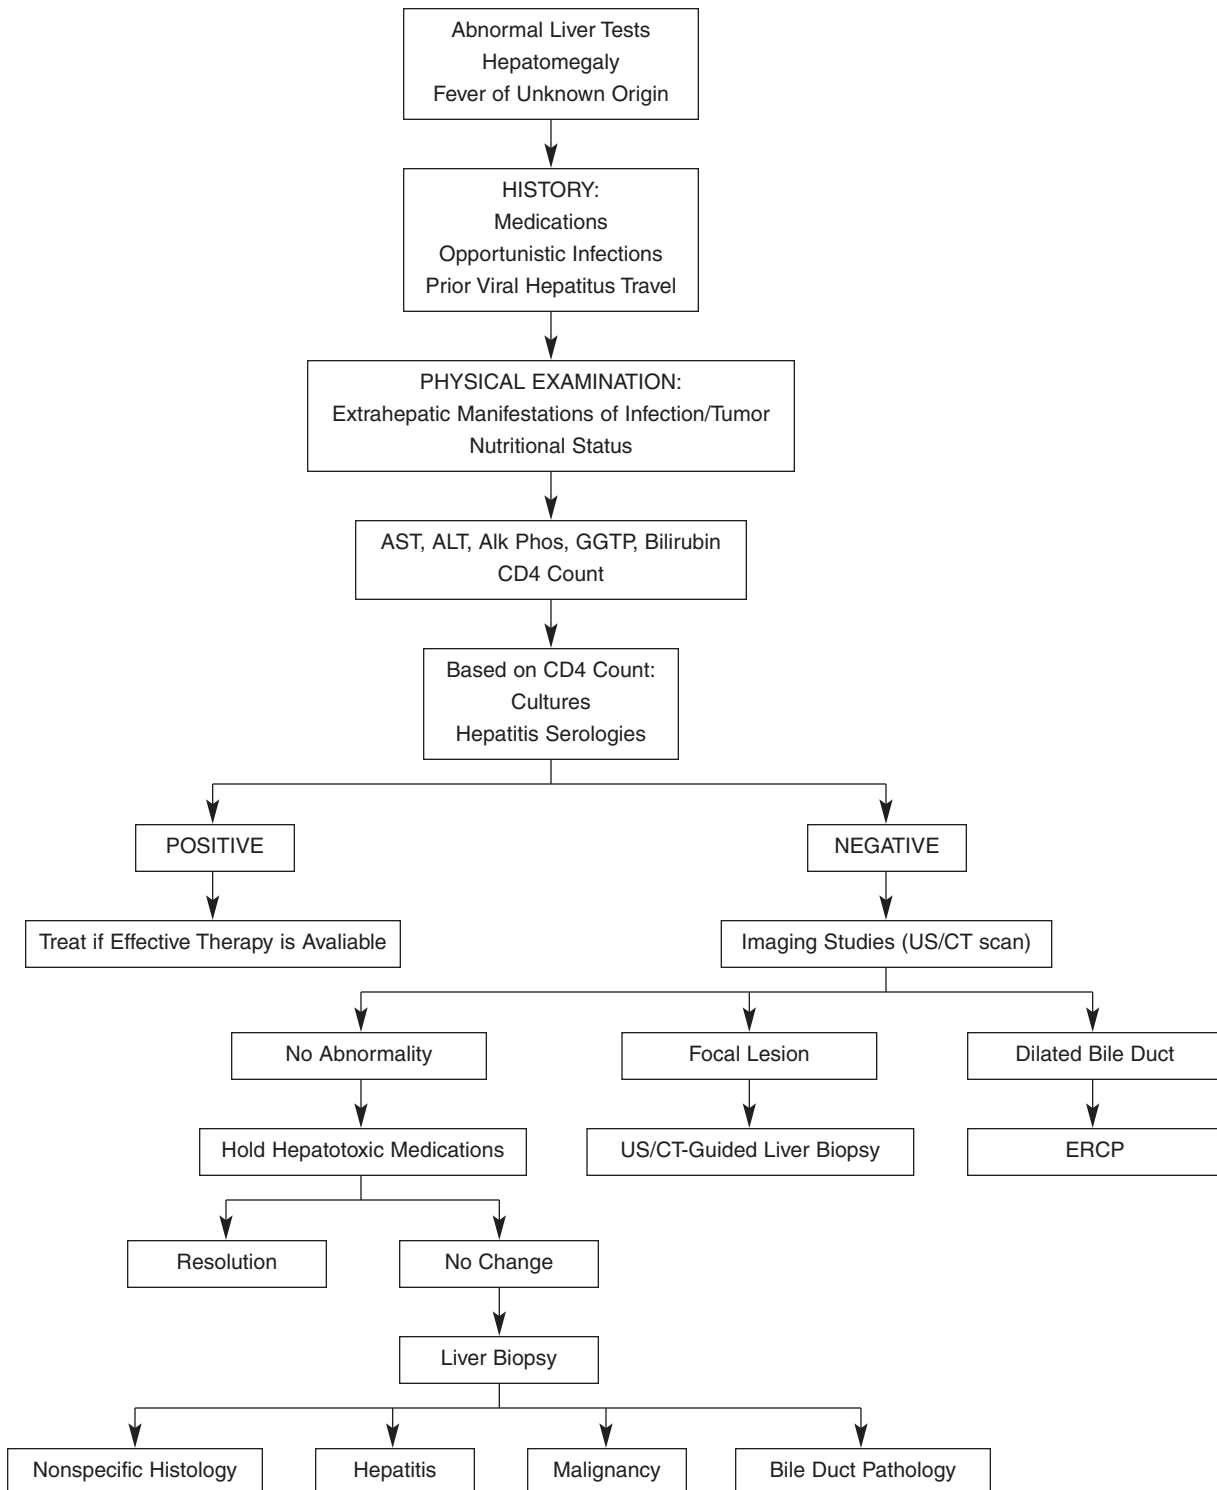 Abnormal Liver Tests
Hepatomegaly
Fever of Unknown Origin
HISTORY:
Medications
Opportunistic Infections
Prior Viral Hepatitus Travel
PHYSICAL EXAMINATION:
Extrahepatic Manifestations of Infection/Tumor
Nutritional Status
AST, ALT, Alk Phos, GGTP, Bilirubin
CD4 Count
Based on CD4 Count:
Cultures
Hepatitis Serologies
POSITIVE
NEGATIVE
Treat if Effective Therapy is Avaliable
Imaging Studies (US/CT scan)
No Abnormality
Focal Lesion
Dilated Bile Duct
Hold Hepatotoxic Medications
US/CT-Guided Liver Biopsy
ERCP
Resolution
No Change
Liver Biopsy
Nonspecific Histology
Hepatitis
Malignancy
Bile Duct Pathology